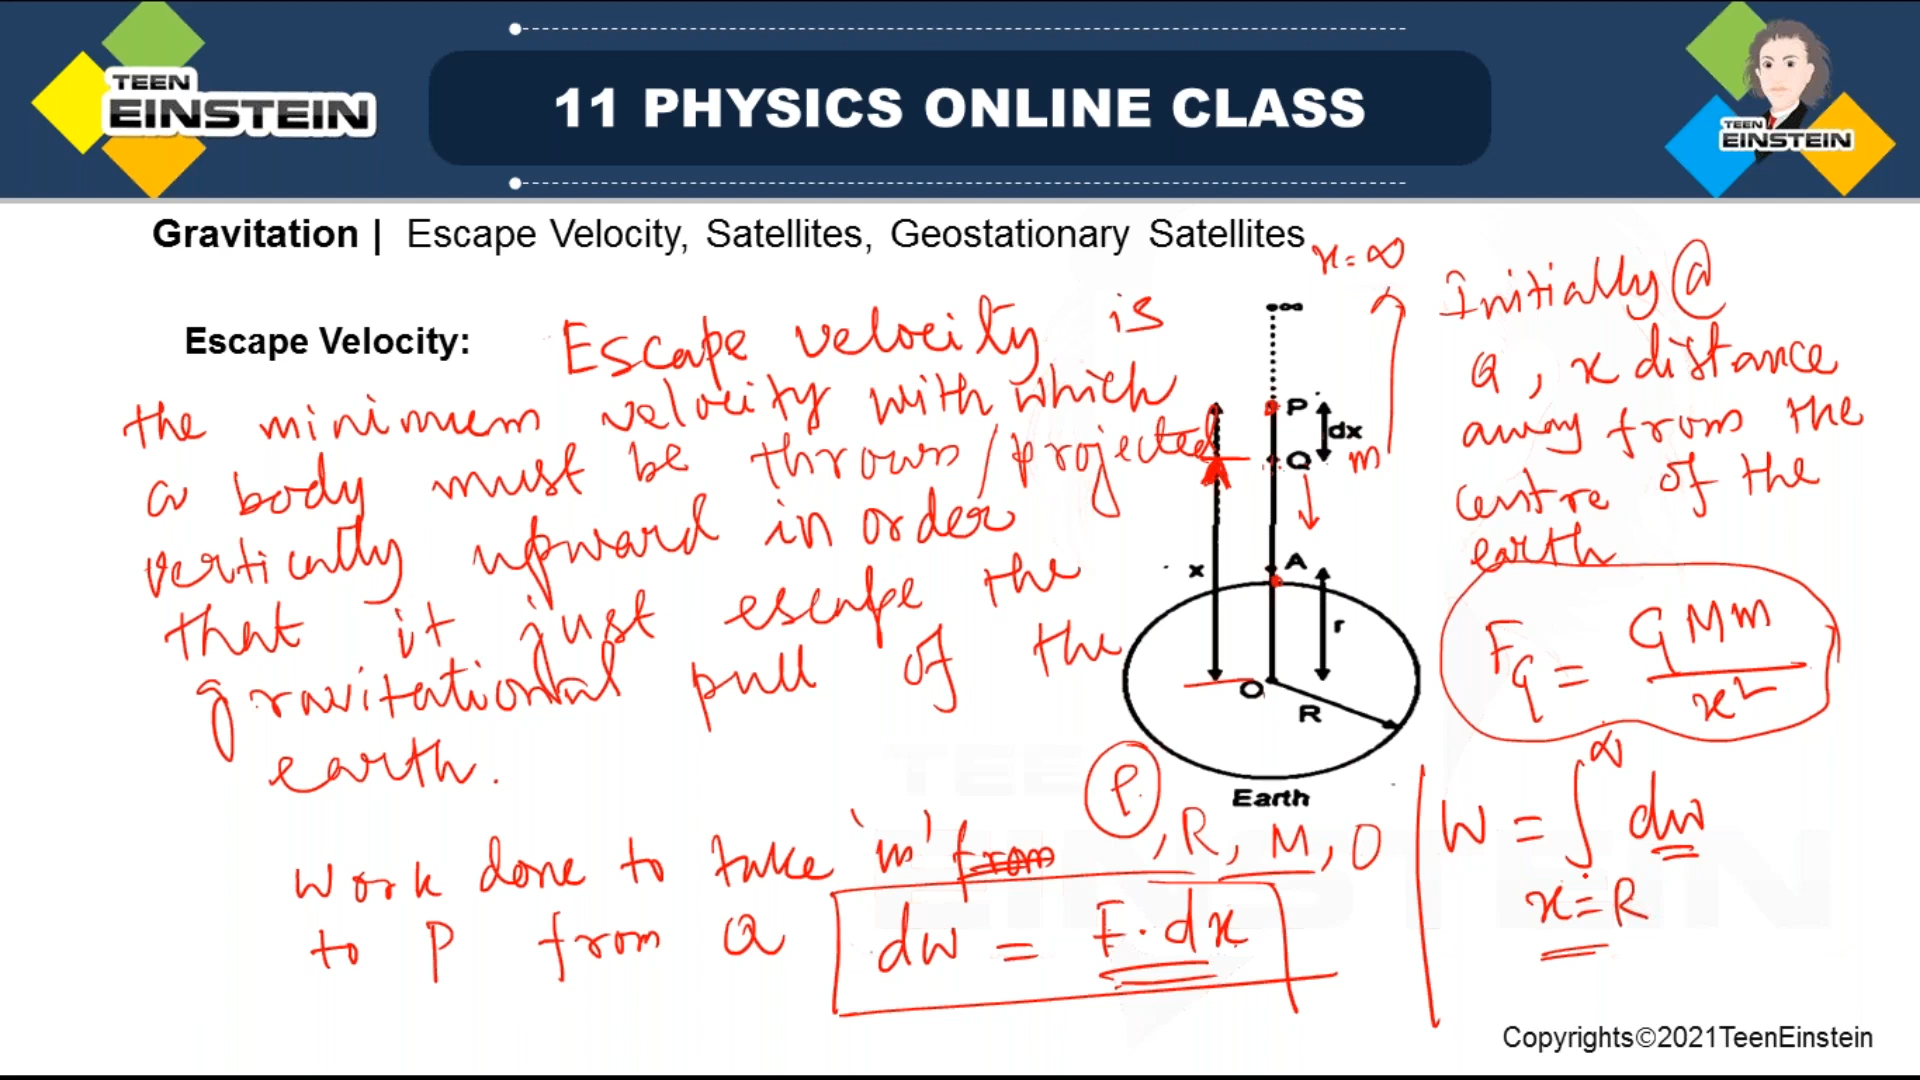 TEEN
EINSTEIN
11 PHYSICS ONLINE CLASS
TEEN
EINSTEIN
Gravitation | Escape Velocity, Satellites, Geostationary Satellites
Escape Velocity: Escape velocity is
the minimum velocity with which
a body must be thrown/projected
vertically upward in order
that it just escape the
gravitational pull of the
earth.
x = ∞
∞
P
dx
Q
m
A
x
r
O
R
Earth
Initially @
Q, x distance
away from the
centre of the
earth
F_G = GMm / x²
P, R, M, O
Work done to take 'm' from
to P from Q
dw = F·dx
W = ∫ dw
∞
x=R
Copyrights©2021TeenEinstein